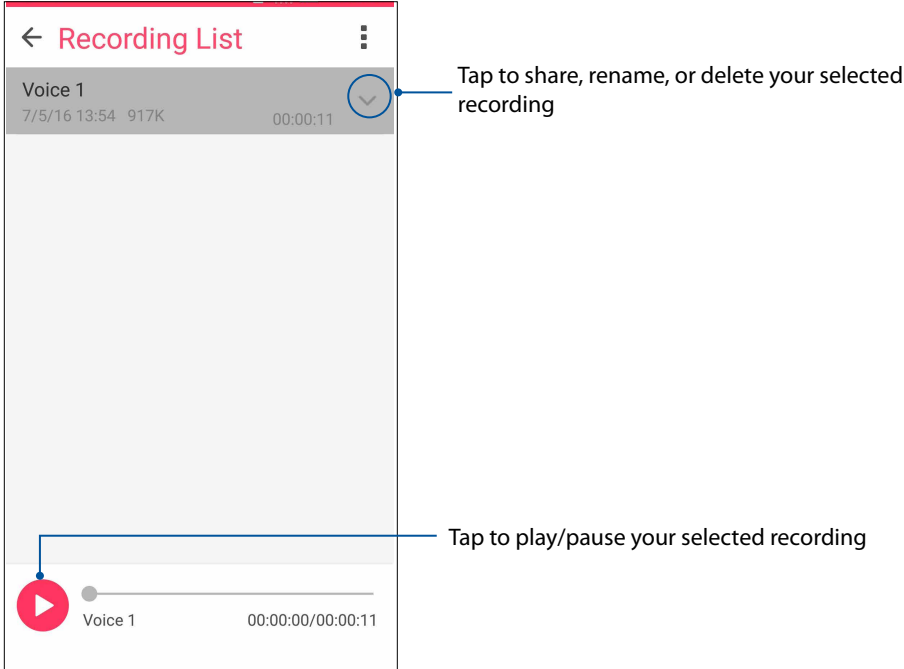 Recording List
Voice 1
7/5/16 13:54 917K 00:00:11
Tap to share, rename, or delete your selected
recording
Tap to play/pause your selected recording
Voice 1 00:00:00/00:00:11